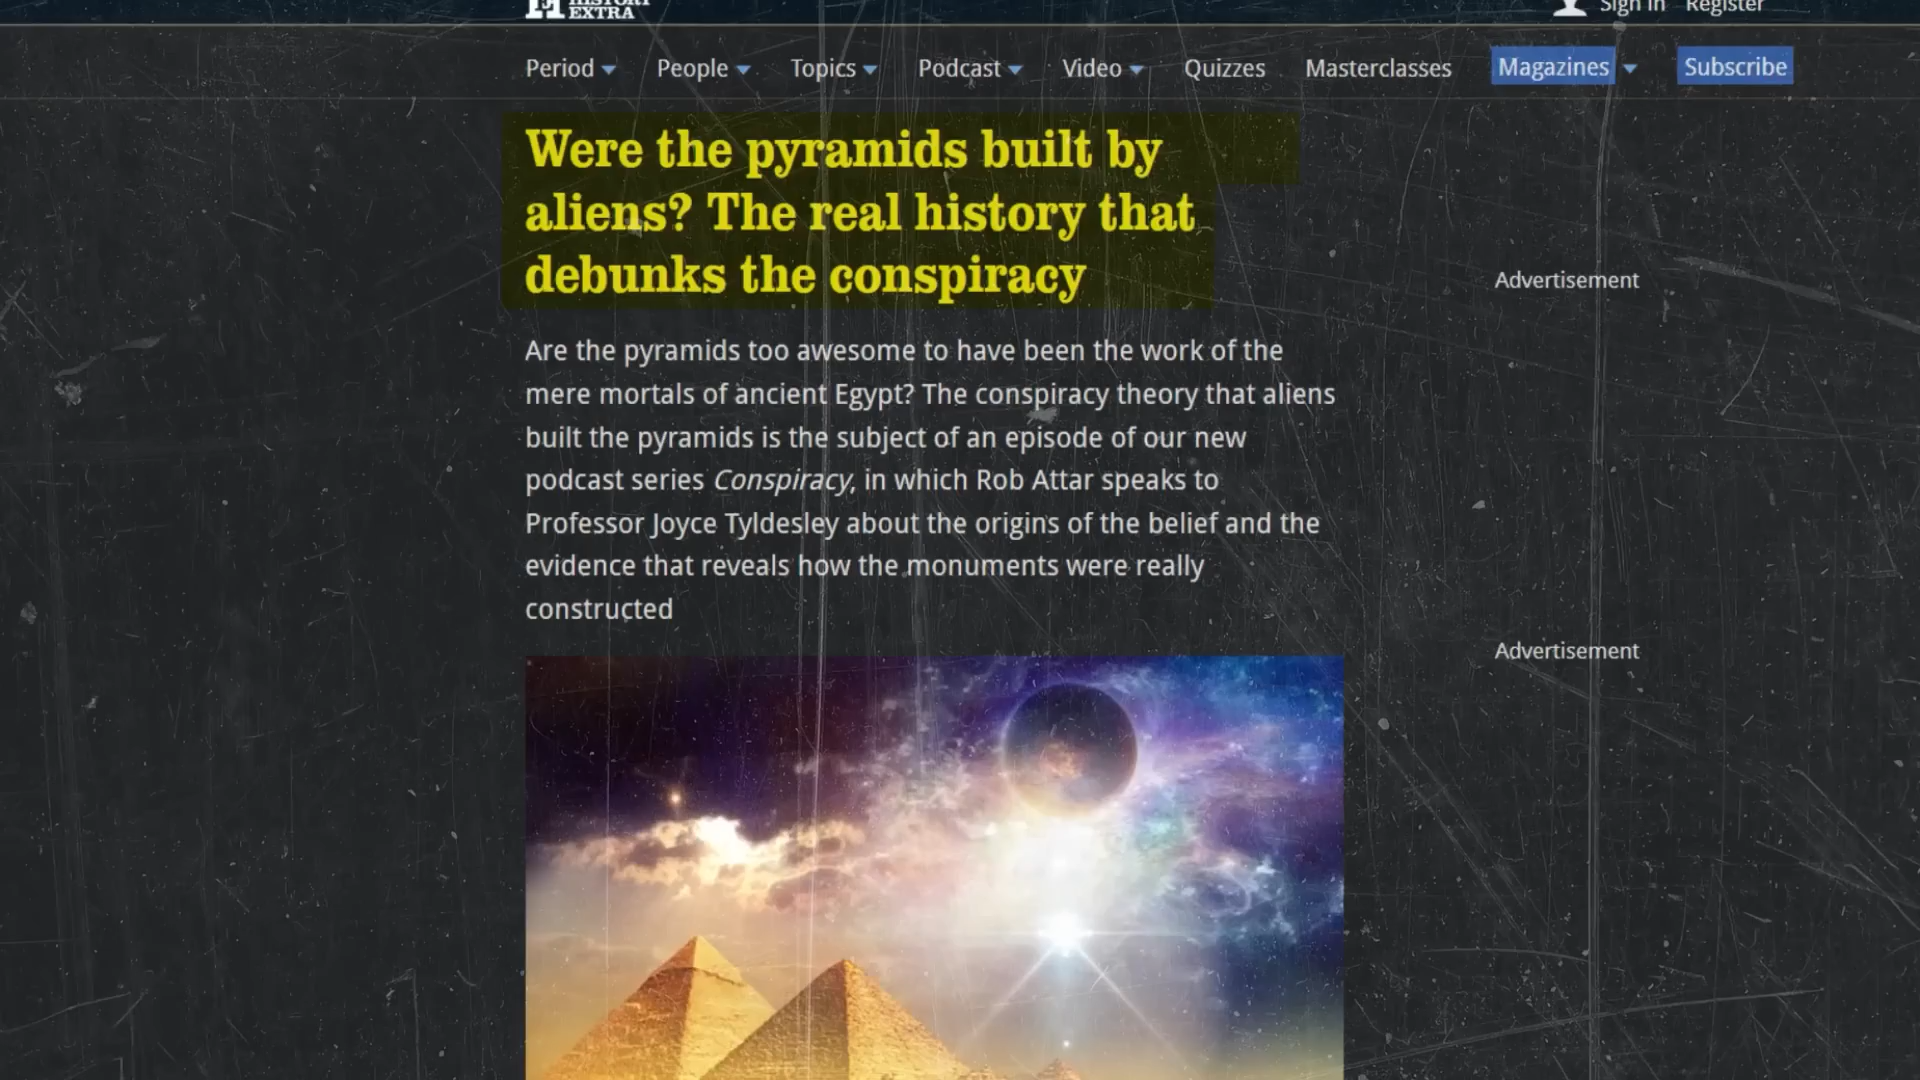 HISTORY
EXTRA
Sign in Register
Period People Topics Podcast Video Quizzes Masterclasses Magazines Subscribe
Were the pyramids built by
aliens? The real history that
debunks the conspiracy
Advertisement
Are the pyramids too awesome to have been the work of the
mere mortals of ancient Egypt? The conspiracy theory that aliens
built the pyramids is the subject of an episode of our new
podcast series Conspiracy, in which Rob Attar speaks to
Professor Joyce Tyldesley about the origins of the belief and the
evidence that reveals how the monuments were really
constructed
Advertisement